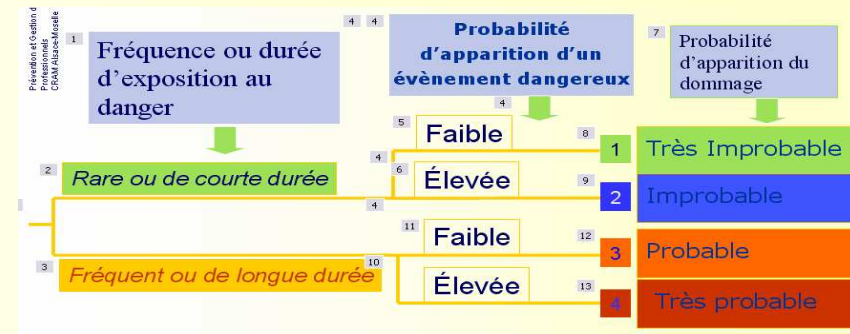 Prévention et Gestion d
Professionnels
CRAM Alsace-Moselle
1
Fréquence ou durée
d'exposition au
danger
4 4
Probabilité
d'apparition d'un
évènement dangereux
7
Probabilité
d'apparition du
dommage
4
5
Faible
8
1
Très Improbable
2
Rare ou de courte durée
4
6
Élevée
9
2
Improbable
4
11
Faible
12
3
Probable
3
Fréquent ou de longue durée
10
Élevée
13
4
Très probable